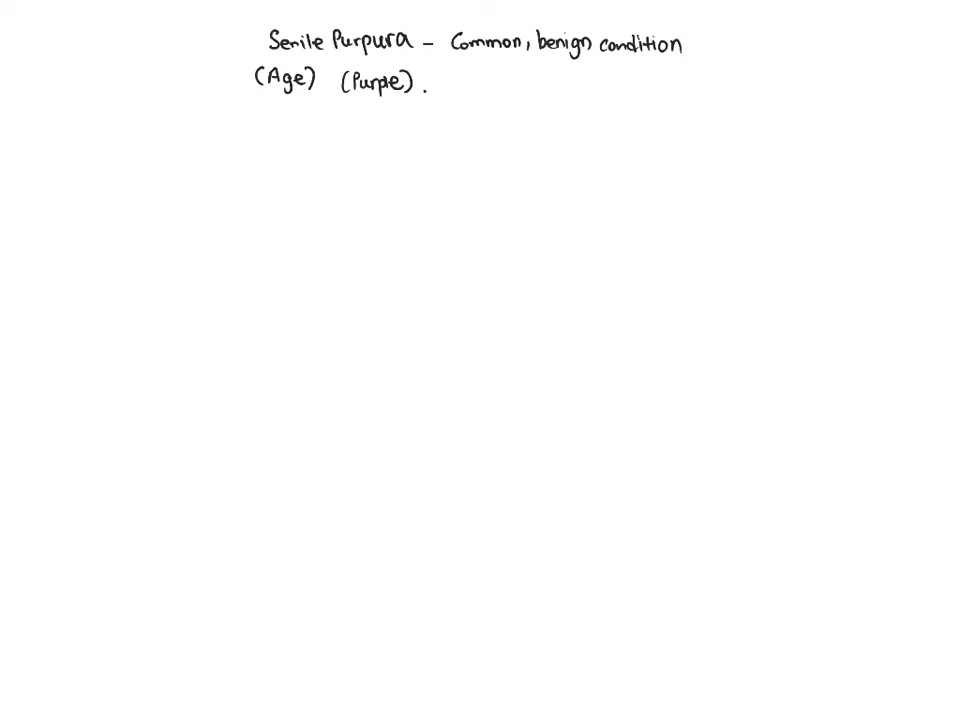 Senile Purpura - Common, benign condition
(Age) (Purple).